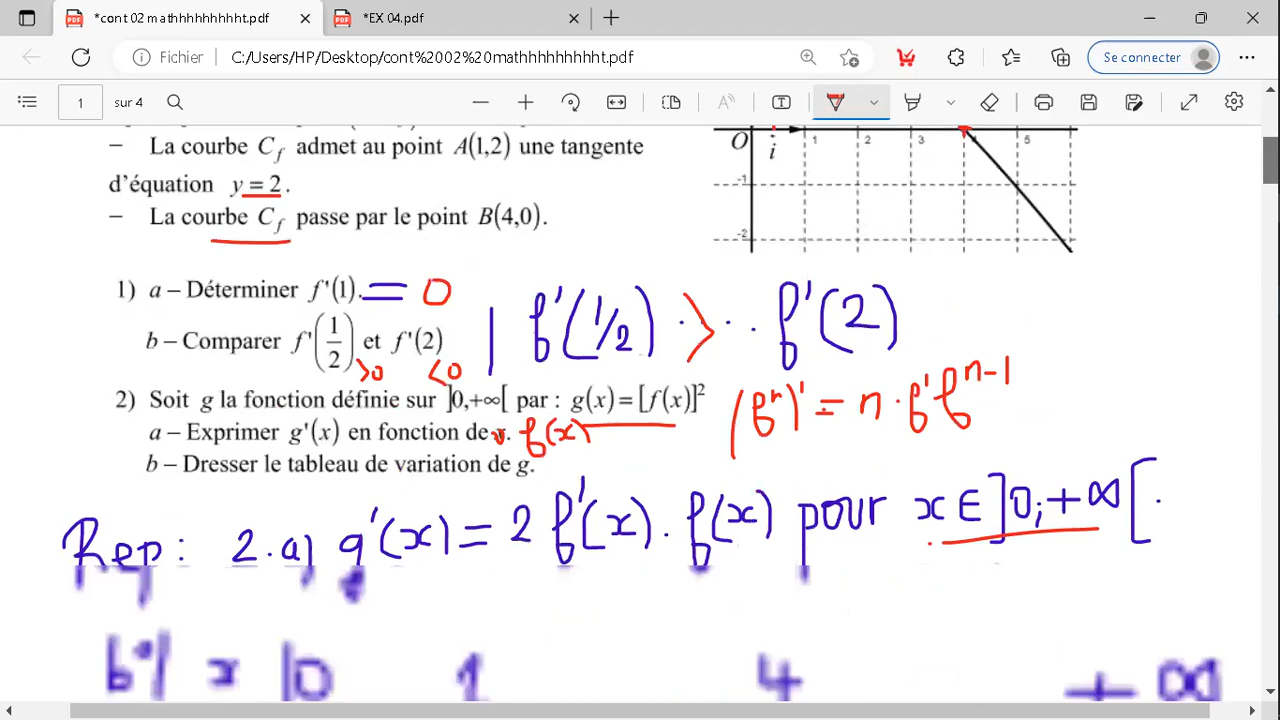 *cont 02 mathhhhhhhhht.pdf
*EX 04.pdf
Fichier C:/Users/HP/Desktop/cont%2002%20mathhhhhhhhht.pdf
Se connecter
1 sur 4
– La courbe C_f admet au point A(1,2) une tangente
d'équation y = 2.
– La courbe C_f passe par le point B(4,0).
O i 1 2 3 5
-1
-2
1) a – Déterminer f'(1). = 0
b – Comparer f'(1/2) et f'(2) | f'(1/2) > f'(2)
>0 <0
2) Soit g la fonction définie sur ]0,+∞[ par : g(x) = [f(x)]² (fⁿ)' = n · f' fⁿ⁻¹
a – Exprimer g'(x) en fonction de f(x)
b – Dresser le tableau de variation de g.
Rep : 2.a) g'(x) = 2 f'(x) . f(x) pour x ∈ ]0;+∞[ .
b°/ x |0 1 4 +∞